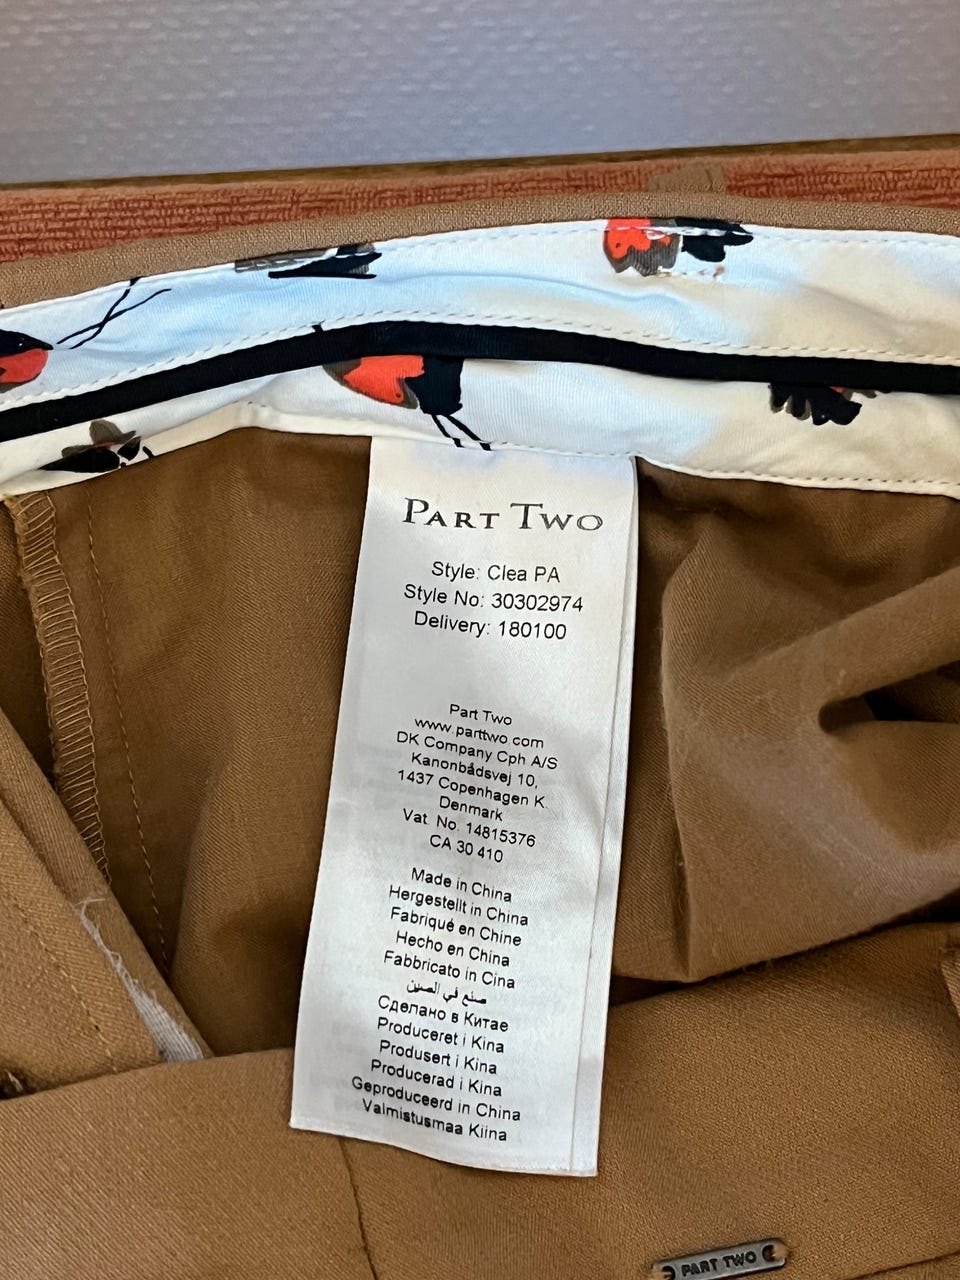 PART TWO
Style: Clea PA
Style No: 30302974
Delivery: 180100
Part Two
www.parttwo.com
DK Company Cph A/S
Kanonbådsvej 10,
1437 Copenhagen K.
Denmark
Vat. No. 14815376
CA 30 410
Made in China
Hergestellt in China
Fabriqué en Chine
Hecho en China
Fabbricato in Cina
صنع في الصين
Сделано в Китае
Produceret i Kina
Produsert i Kina
Producerad i Kina
Geproduceerd in China
Valmistusmaa Kiina
PART TWO